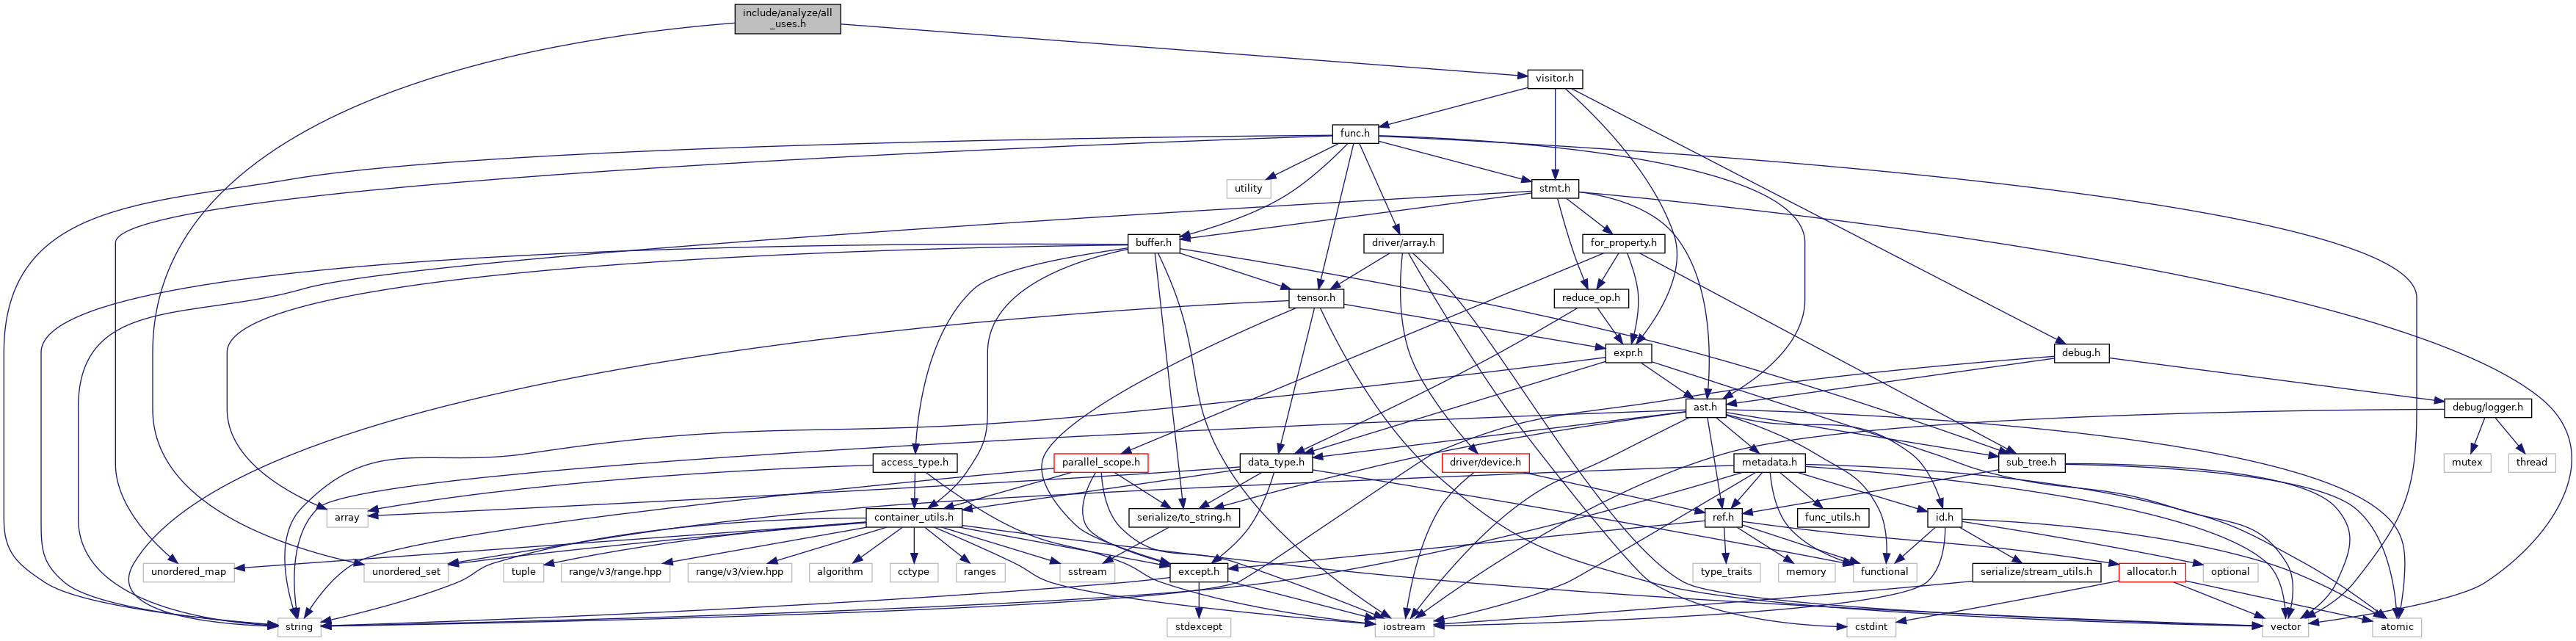 include/analyze/all
_uses.h
visitor.h
func.h
utility
stmt.h
buffer.h
driver/array.h
for_property.h
tensor.h
reduce_op.h
expr.h
debug.h
ast.h
debug/logger.h
access_type.h
parallel_scope.h
data_type.h
driver/device.h
metadata.h
sub_tree.h
mutex
thread
array
container_utils.h
serialize/to_string.h
ref.h
func_utils.h
id.h
unordered_map
unordered_set
tuple
range/v3/range.hpp
range/v3/view.hpp
algorithm
cctype
ranges
sstream
except.h
type_traits
memory
functional
serialize/stream_utils.h
allocator.h
optional
string
stdexcept
iostream
cstdint
vector
atomic